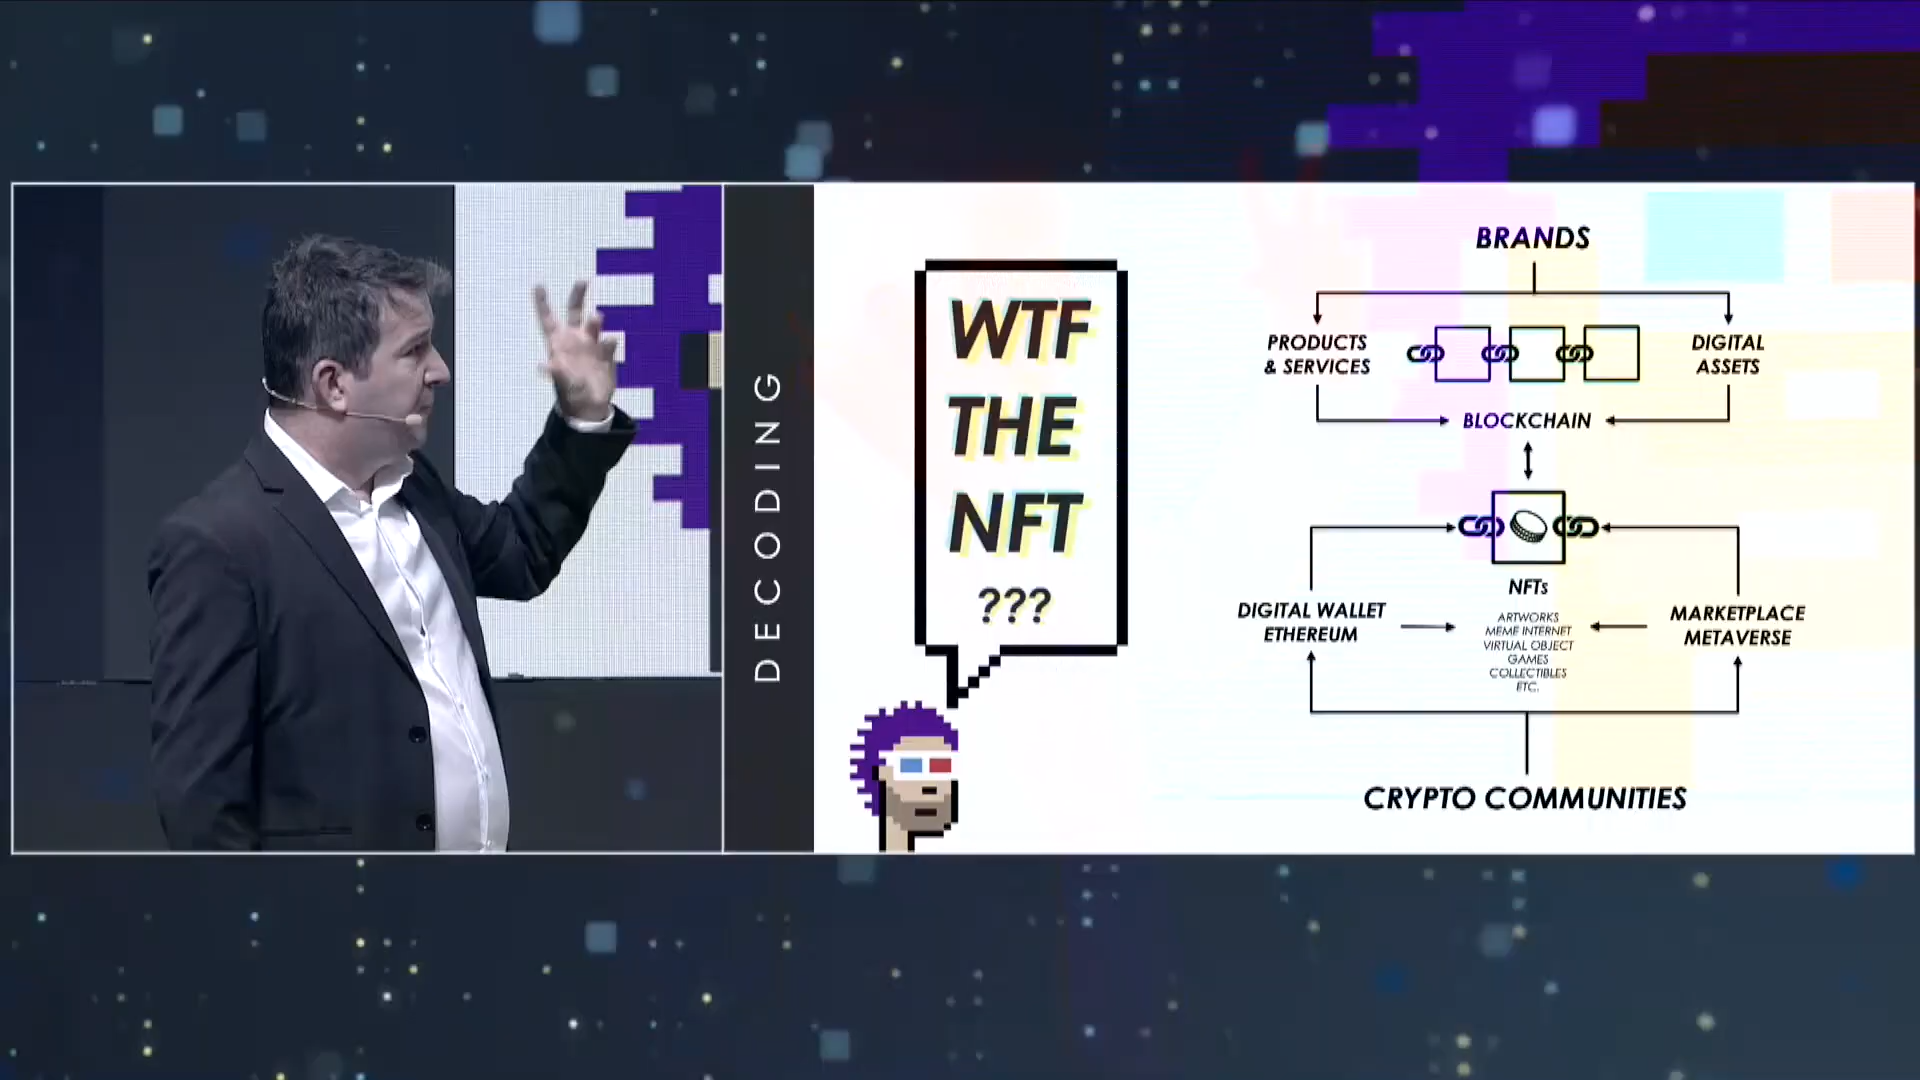 DECODING
WTF
THE
NFT
???
BRANDS
PRODUCTS
& SERVICES
DIGITAL
ASSETS
BLOCKCHAIN
NFTs
ARTWORKS
MEME INTERNET
VIRTUAL OBJECT
GAMES
COLLECTIBLES
ETC.
DIGITAL WALLET
ETHEREUM
MARKETPLACE
METAVERSE
CRYPTO COMMUNITIES